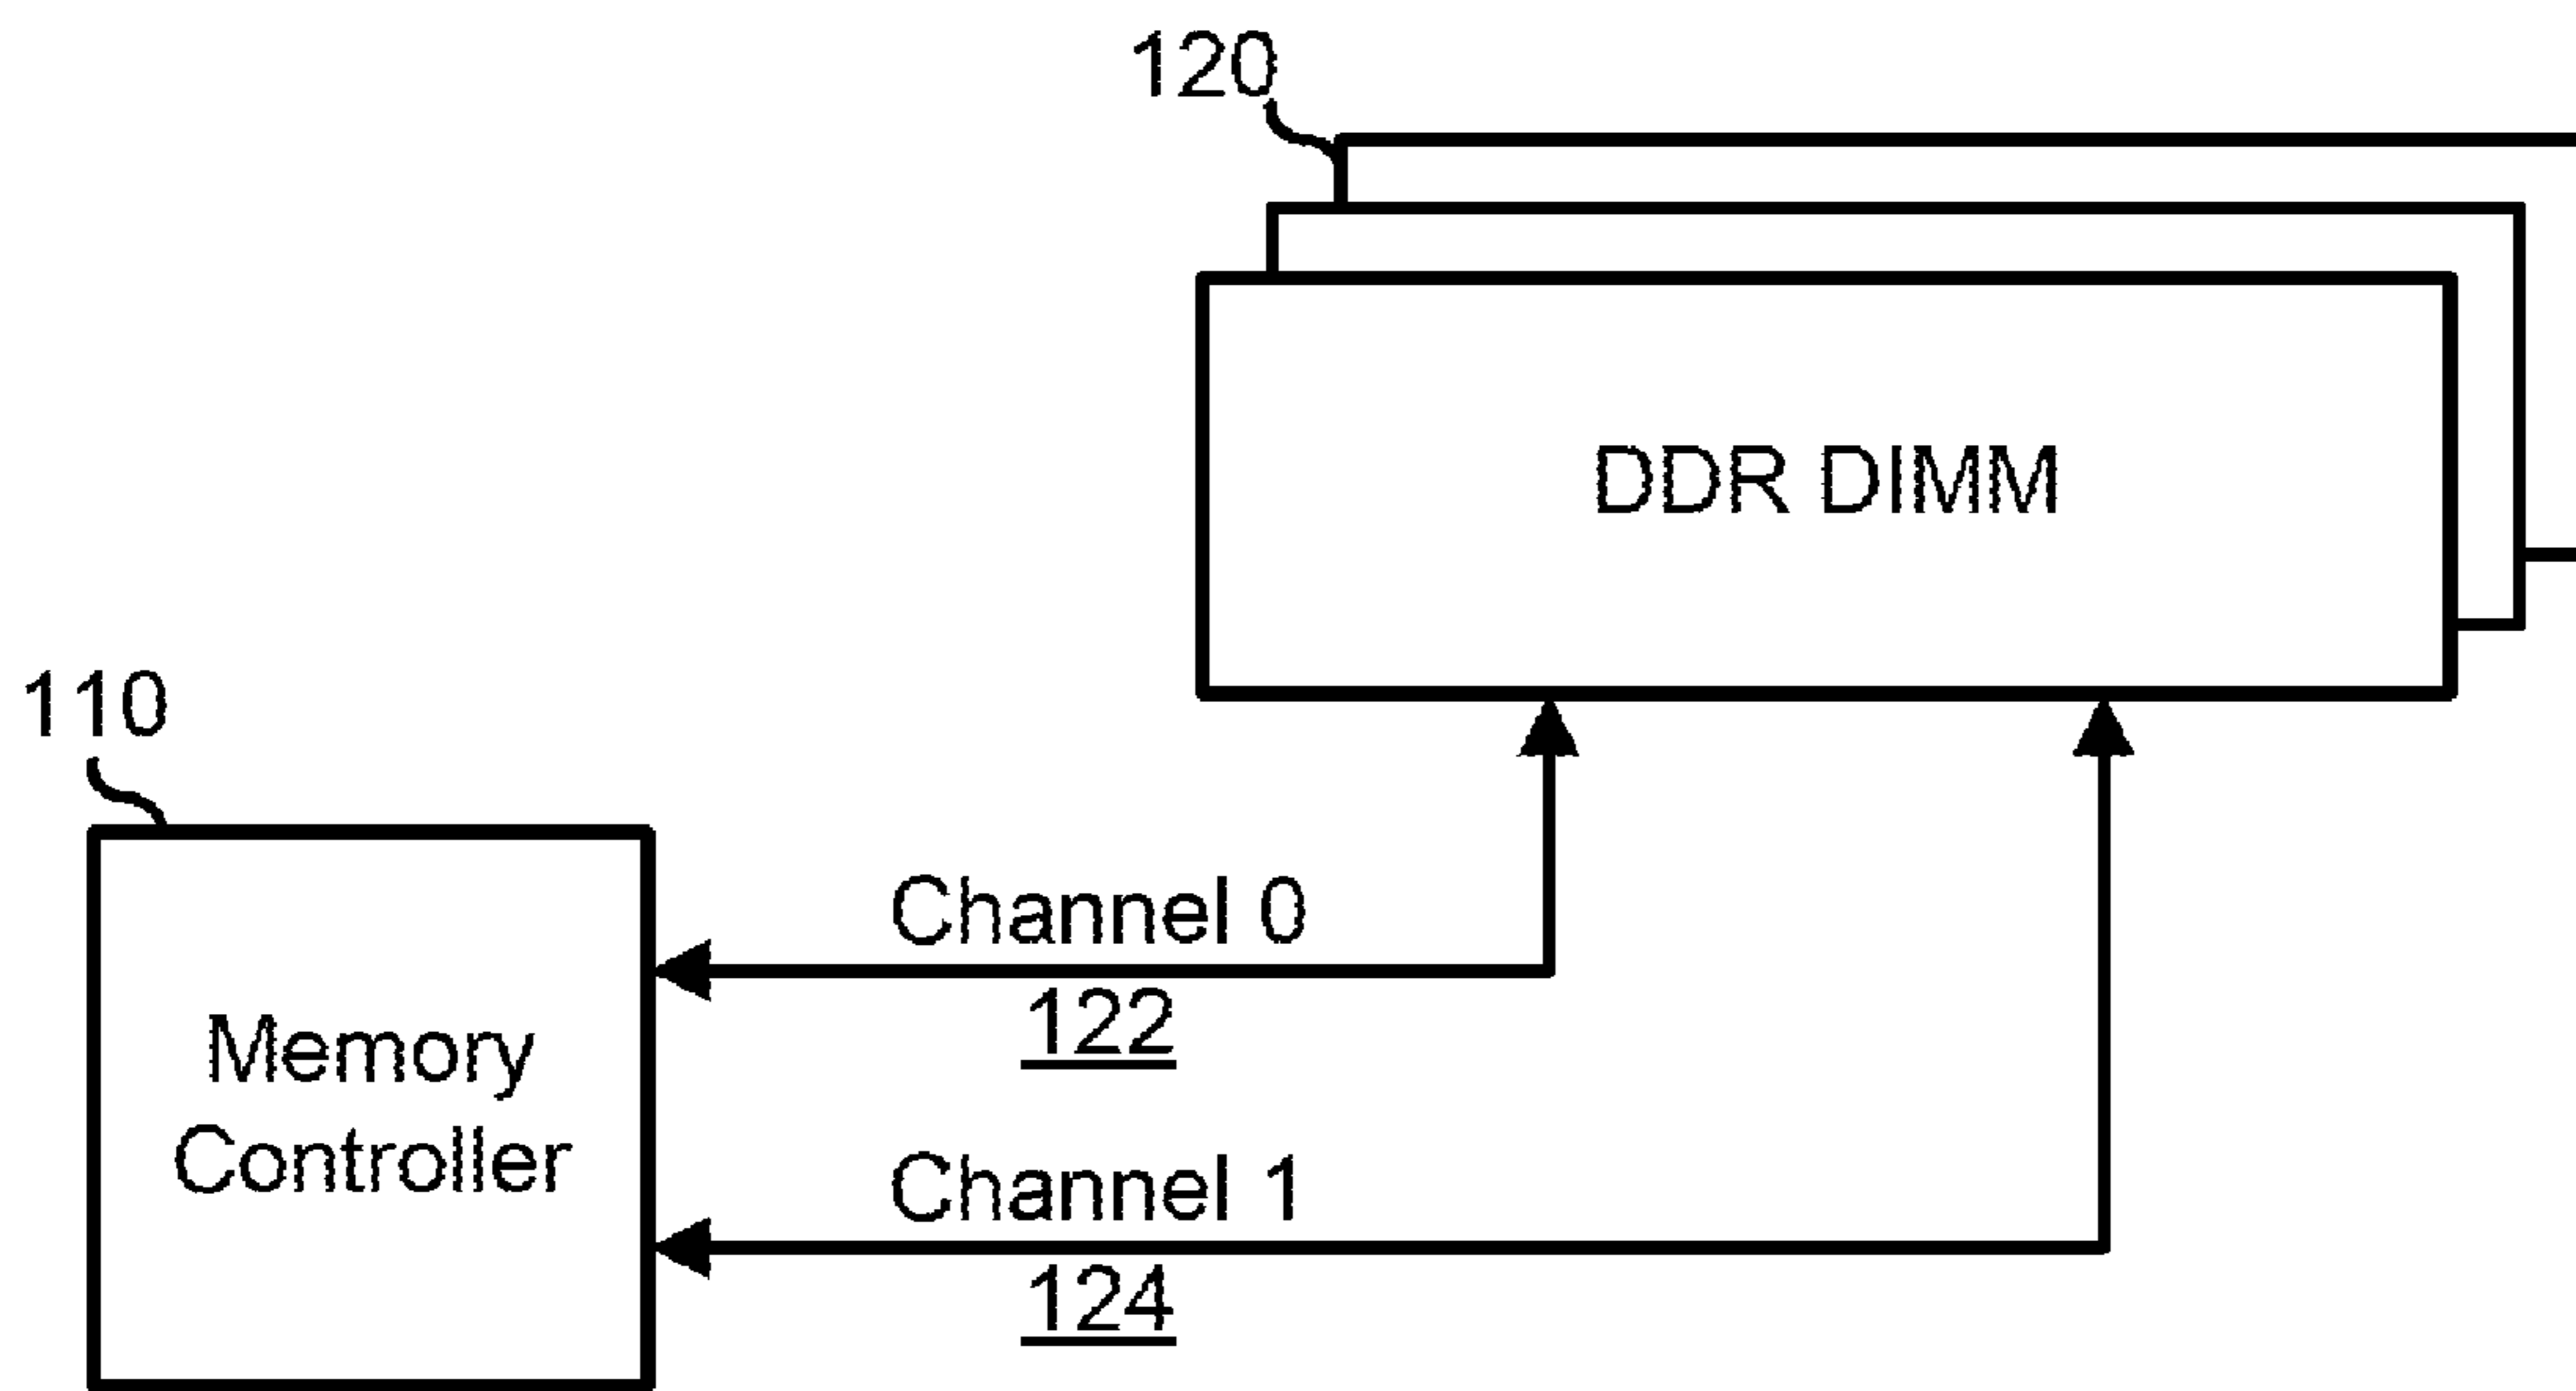 120
DDR DIMM
110
Channel 0
122
Memory
Controller
Channel 1
124